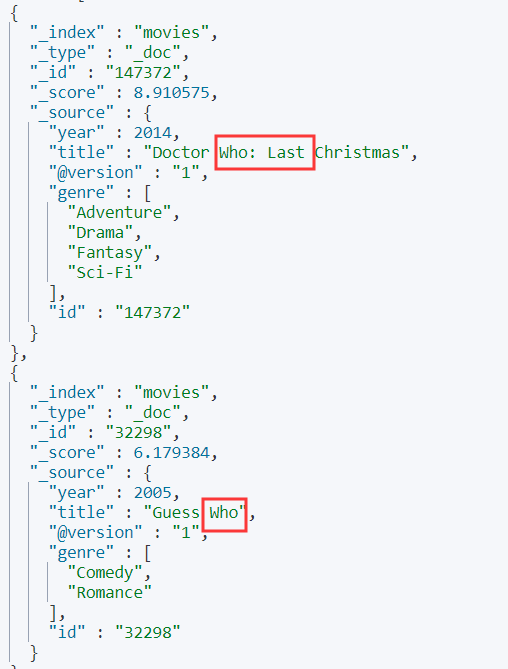 {
"_index" : "movies",
"_type" : "_doc",
"_id" : "147372",
"_score" : 8.910575,
"_source" : {
"year" : 2014,
"title" : "Doctor Who: Last Christmas",
"@version" : "1",
"genre" : [
"Adventure",
"Drama",
"Fantasy",
"Sci-Fi"
],
"id" : "147372"
}
},
{
"_index" : "movies",
"_type" : "_doc",
"_id" : "32298",
"_score" : 6.179384,
"_source" : {
"year" : 2005,
"title" : "Guess Who",
"@version" : "1",
"genre" : [
"Comedy",
"Romance"
],
"id" : "32298"
}